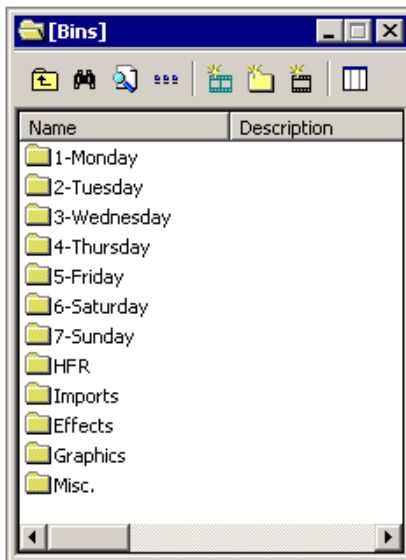 [Bins]
Name Description
1-Monday
2-Tuesday
3-Wednesday
4-Thursday
5-Friday
6-Saturday
7-Sunday
HFR
Imports
Effects
Graphics
Misc.